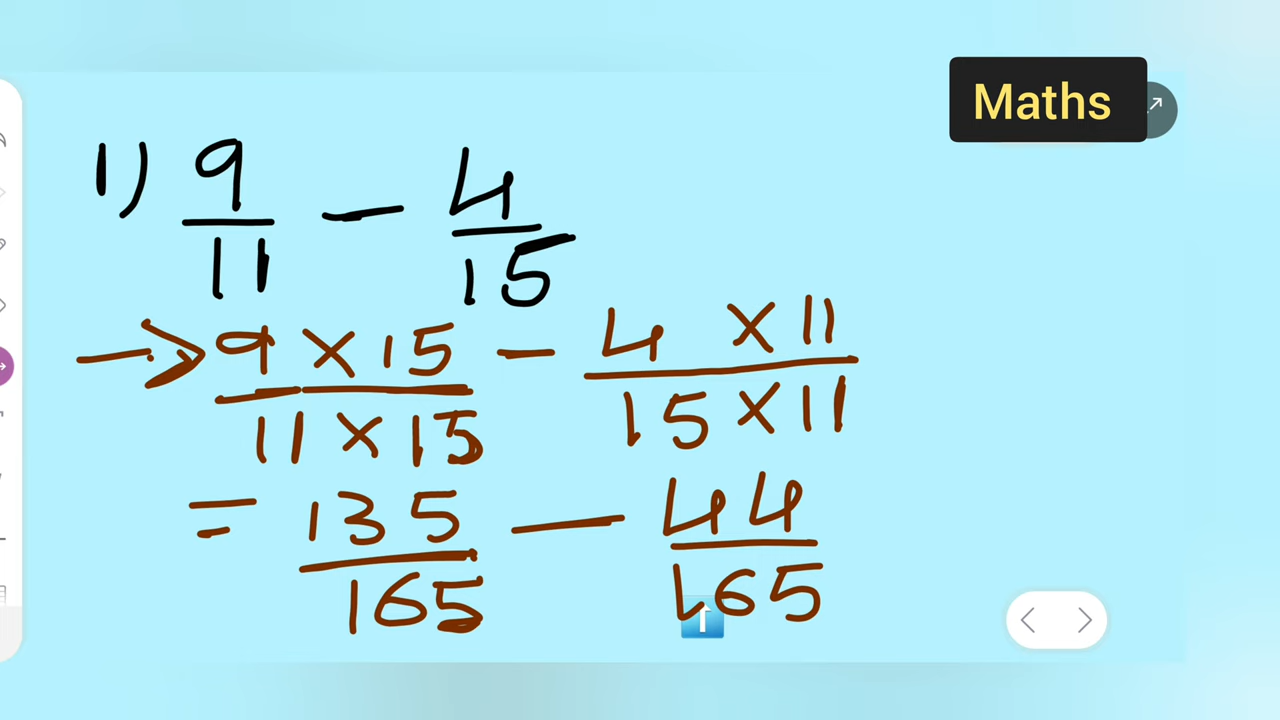 Maths
1) 9/11 - 4/15
→ 9 × 15/11 × 15 - 4 × 11/15 × 11
= 135/165 - 44/165